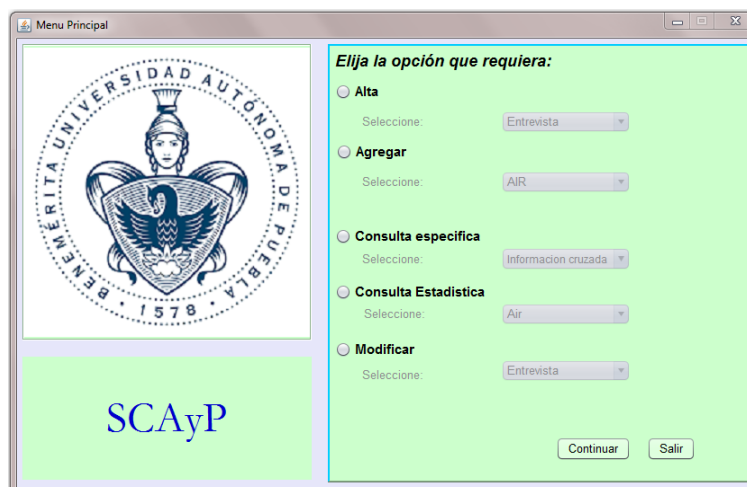 Menu Principal
BENEMÉRITA UNIVERSIDAD AUTÓNOMA DE PUEBLA
• 1578 •
SCAyP
Elija la opción que requiera:
Alta
Seleccione: Entrevista
Agregar
Seleccione: AIR
Consulta especifica
Seleccione: Informacion cruzada
Consulta Estadistica
Seleccione: Air
Modificar
Seleccione: Entrevista
Continuar Salir